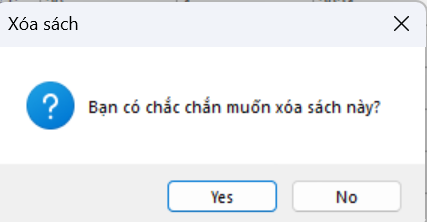 Xóa sách
Bạn có chắc chắn muốn xóa sách này?
Yes
No